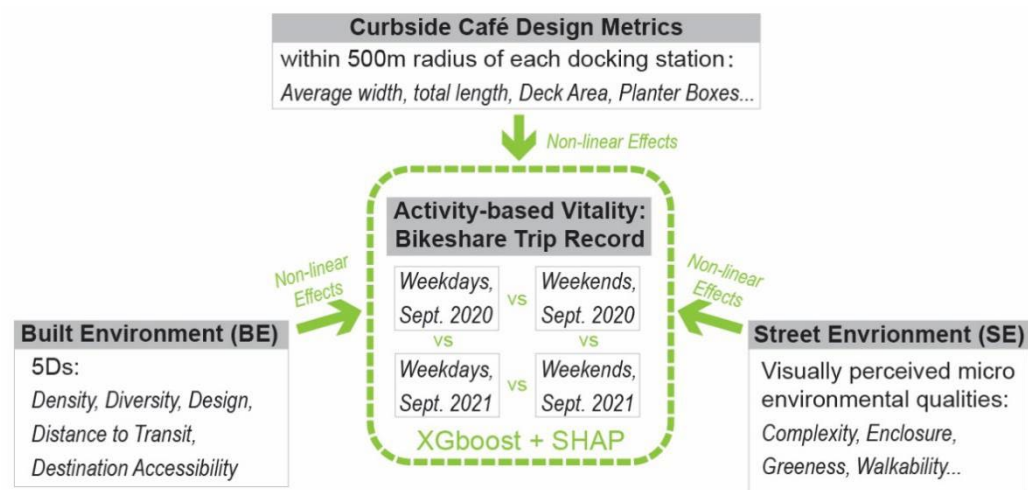 Curbside Café Design Metrics
within 500m radius of each docking station:
Average width, total length, Deck Area, Planter Boxes...
Non-linear Effects
Activity-based Vitality:
Bikeshare Trip Record
Weekdays,
Sept. 2020
vs
Weekends,
Sept. 2020
vs
vs
Weekdays,
Sept. 2021
vs
Weekends,
Sept. 2021
XGboost + SHAP
Non-linear
Effects
Built Environment (BE)
5Ds:
Density, Diversity, Design,
Distance to Transit,
Destination Accessibility
Non-linear
Effects
Street Envrionment (SE)
Visually perceived micro
environmental qualities:
Complexity, Enclosure,
Greeness, Walkability...